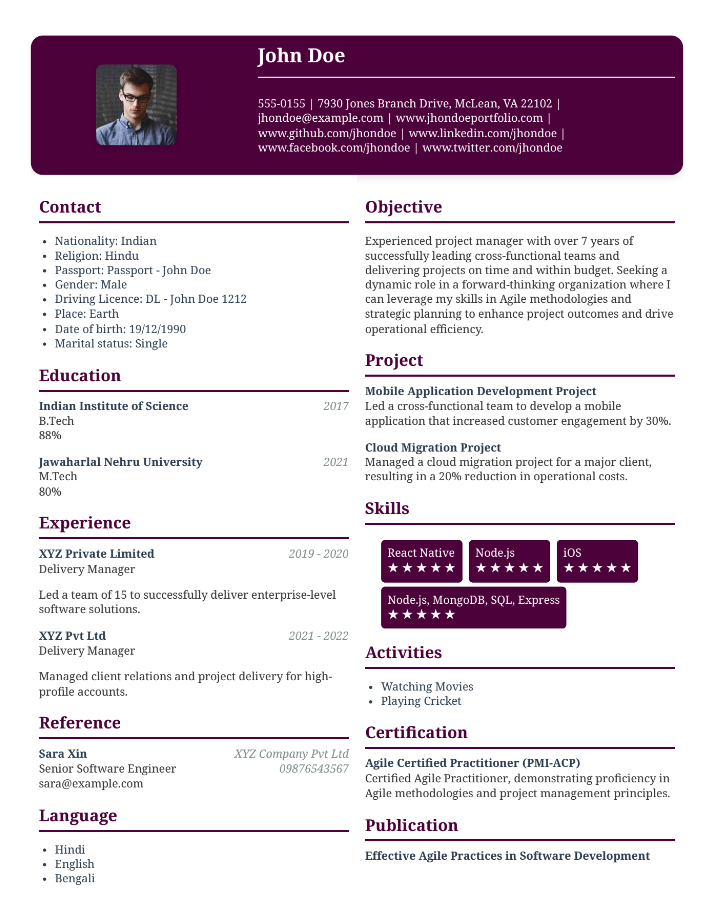 John Doe
555-0155 | 7930 Jones Branch Drive, McLean, VA 22102 |
jhondoe@example.com | www.jhondoeportfolio.com |
www.github.com/jhondoe | www.linkedin.com/jhondoe |
www.facebook.com/jhondoe | www.twitter.com/jhondoe
Contact
• Nationality: Indian
• Religion: Hindu
• Passport: Passport - John Doe
• Gender: Male
• Driving Licence: DL - John Doe 1212
• Place: Earth
• Date of birth: 19/12/1990
• Marital status: Single
Education
Indian Institute of Science 2017
B.Tech
88%
Jawaharlal Nehru University 2021
M.Tech
80%
Experience
XYZ Private Limited 2019 - 2020
Delivery Manager
Led a team of 15 to successfully deliver enterprise-level
software solutions.
XYZ Pvt Ltd 2021 - 2022
Delivery Manager
Managed client relations and project delivery for high-
profile accounts.
Reference
Sara Xin XYZ Company Pvt Ltd
Senior Software Engineer 09876543567
sara@example.com
Language
• Hindi
• English
• Bengali
Objective
Experienced project manager with over 7 years of
successfully leading cross-functional teams and
delivering projects on time and within budget. Seeking a
dynamic role in a forward-thinking organization where I
can leverage my skills in Agile methodologies and
strategic planning to enhance project outcomes and drive
operational efficiency.
Project
Mobile Application Development Project
Led a cross-functional team to develop a mobile
application that increased customer engagement by 30%.
Cloud Migration Project
Managed a cloud migration project for a major client,
resulting in a 20% reduction in operational costs.
Skills
React Native Node.js iOS
★★★★★ ★★★★★ ★★★★★
Node.js, MongoDB, SQL, Express
★★★★★
Activities
• Watching Movies
• Playing Cricket
Certification
Agile Certified Practitioner (PMI-ACP)
Certified Agile Practitioner, demonstrating proficiency in
Agile methodologies and project management principles.
Publication
Effective Agile Practices in Software Development